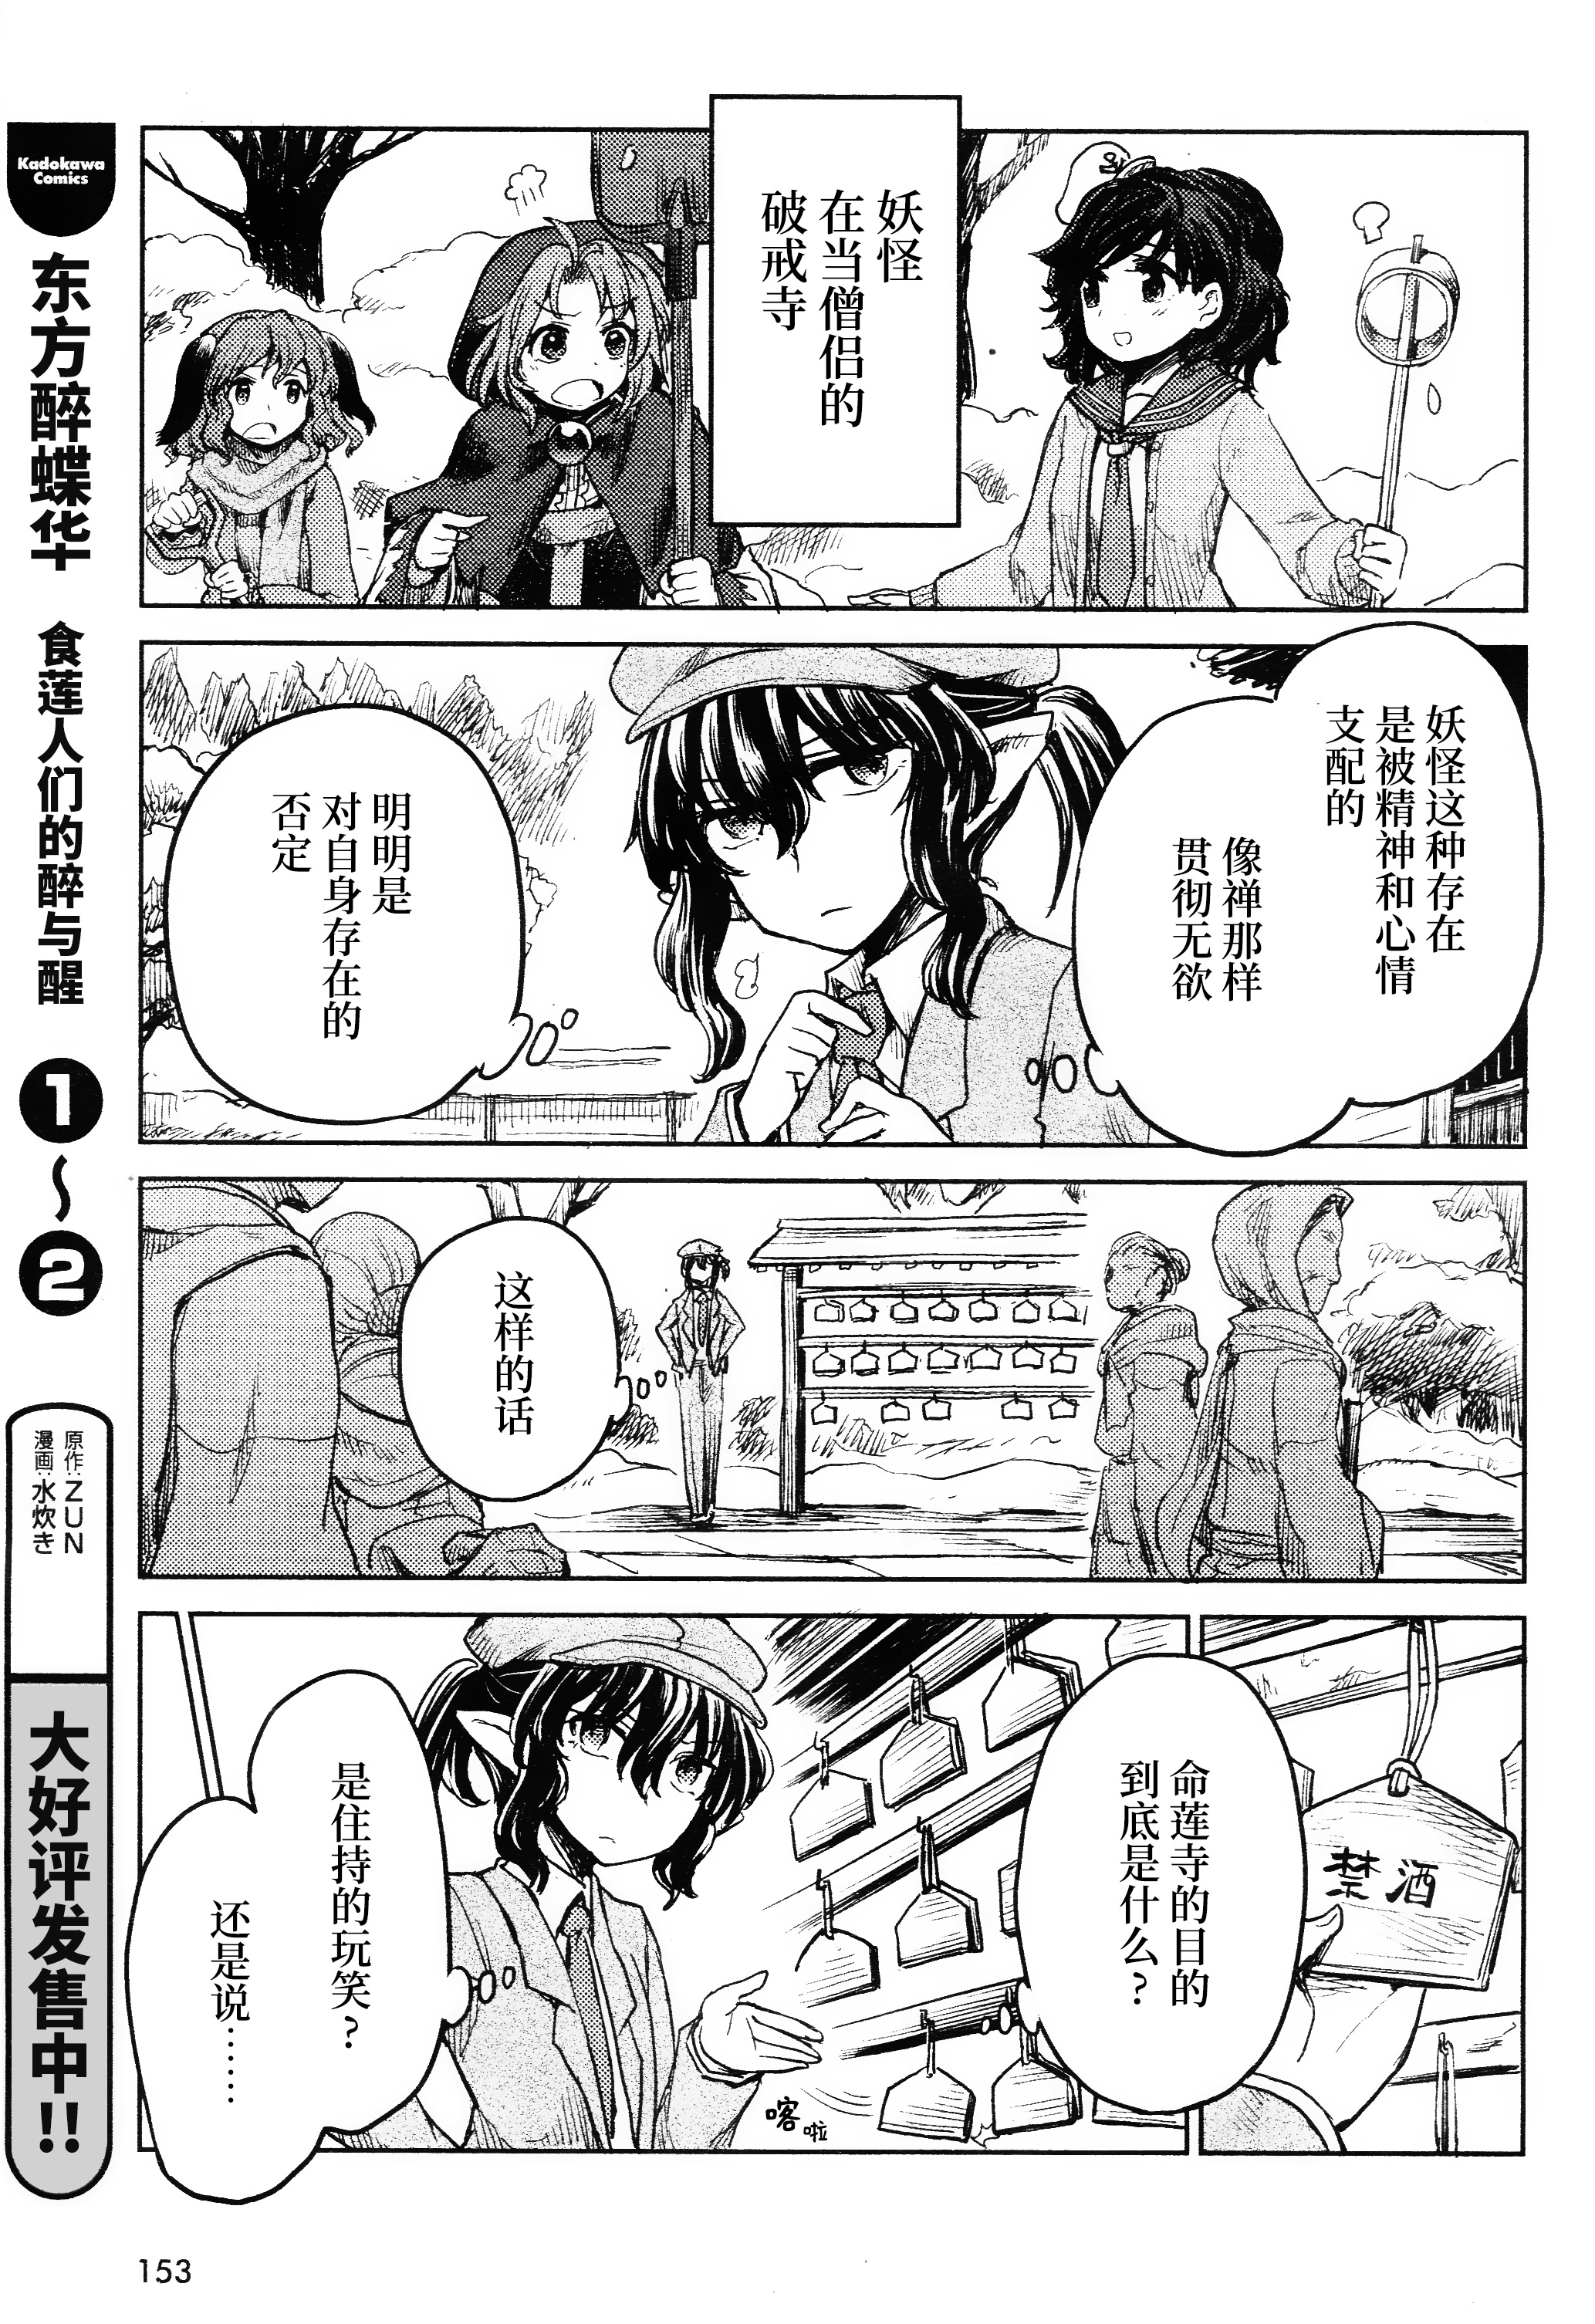 妖怪
在当僧侣的
破戒寺
妖怪这种存在
是被精神和心情
支配的
像禅那样
贯彻无欲
明明是
对自身存在的
否定
这样的话
禁酒
命莲寺的目的
到底是什么？
喀啦
是住持的玩笑？
还是说……
Kadokawa
Comics
东方醉蝶华 食莲人们的醉与醒 1～2
原作：ZUN
漫画：水炊き
大好评发售中!!
153